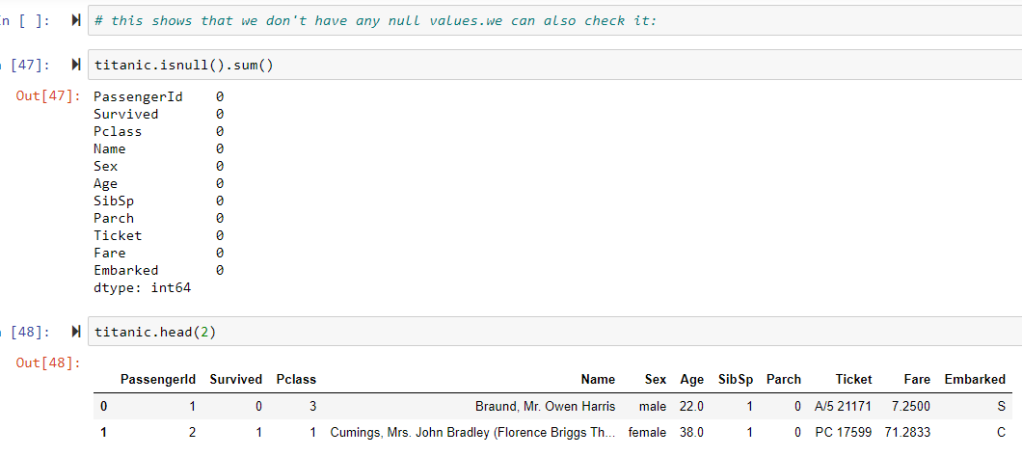 n [ ]: # this shows that we don't have any null values.we can also check it:
[47]: titanic.isnull().sum()
Out[47]: PassengerId 0
Survived 0
Pclass 0
Name 0
Sex 0
Age 0
SibSp 0
Parch 0
Ticket 0
Fare 0
Embarked 0
dtype: int64
[48]: titanic.head(2)
Out[48]:
PassengerId Survived Pclass Name Sex Age SibSp Parch Ticket Fare Embarked
0 1 0 3 Braund, Mr. Owen Harris male 22.0 1 0 A/5 21171 7.2500 S
1 2 1 1 Cumings, Mrs. John Bradley (Florence Briggs Th... female 38.0 1 0 PC 17599 71.2833 C